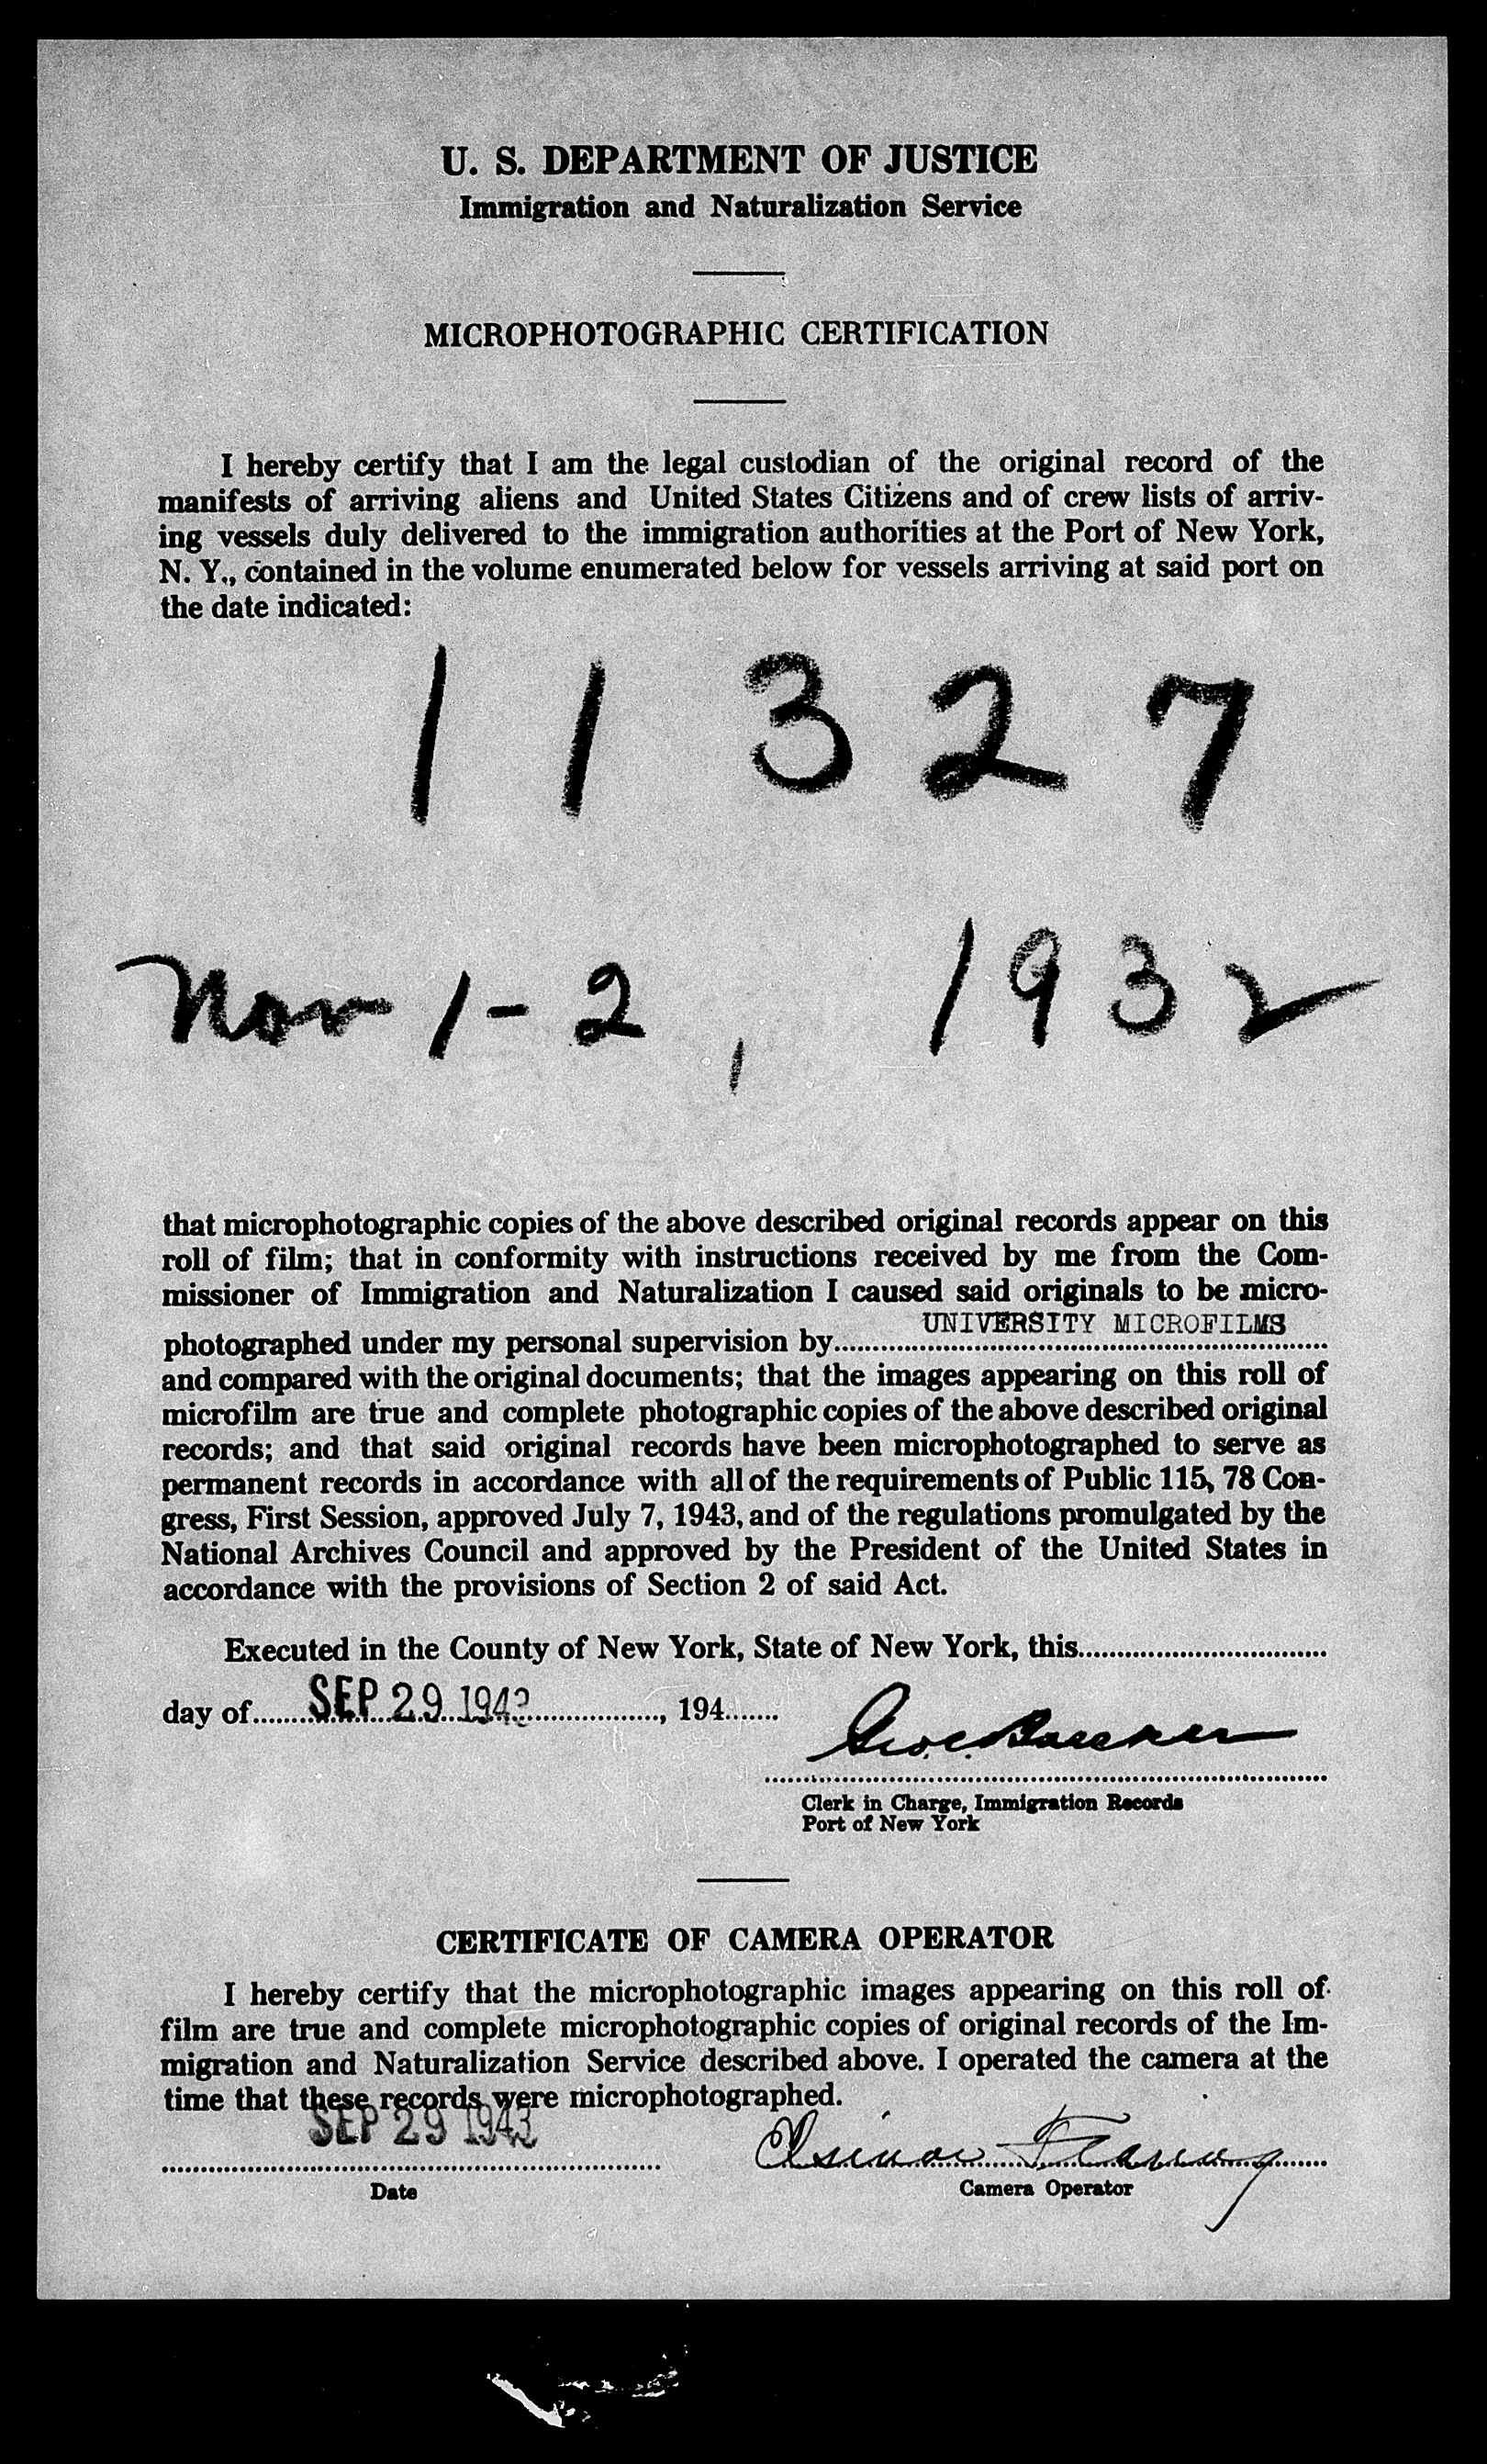 U. S. DEPARTMENT OF JUSTICE
Immigration and Naturalization Service
MICROPHOTOGRAPHIC CERTIFICATION
I hereby certify that I am the legal custodian of the original record of the
manifests of arriving aliens and United States Citizens and of crew lists of arriv-
ing vessels duly delivered to the immigration authorities at the Port of New York,
N. Y., contained in the volume enumerated below for vessels arriving at said port on
the date indicated:
11327
Nov 1-2, 1932
that microphotographic copies of the above described original records appear on this
roll of film; that in conformity with instructions received by me from the Com-
missioner of Immigration and Naturalization I caused said originals to be micro-
UNIVERSITY MICROFILMS
photographed under my personal supervision by
and compared with the original documents; that the images appearing on this roll of
microfilm are true and complete photographic copies of the above described original
records; and that said original records have been microphotographed to serve as
permanent records in accordance with all of the requirements of Public 115, 78 Con-
gress, First Session, approved July 7, 1943, and of the regulations promulgated by the
National Archives Council and approved by the President of the United States in
accordance with the provisions of Section 2 of said Act.
Executed in the County of New York, State of New York, this
day of SEP 29 1943, 194
Clerk in Charge, Immigration Records
Port of New York
CERTIFICATE OF CAMERA OPERATOR
I hereby certify that the microphotographic images appearing on this roll of
film are true and complete microphotographic copies of original records of the Im-
migration and Naturalization Service described above. I operated the camera at the
time that these records were microphotographed.
SEP 29 1943
Date
Camera Operator